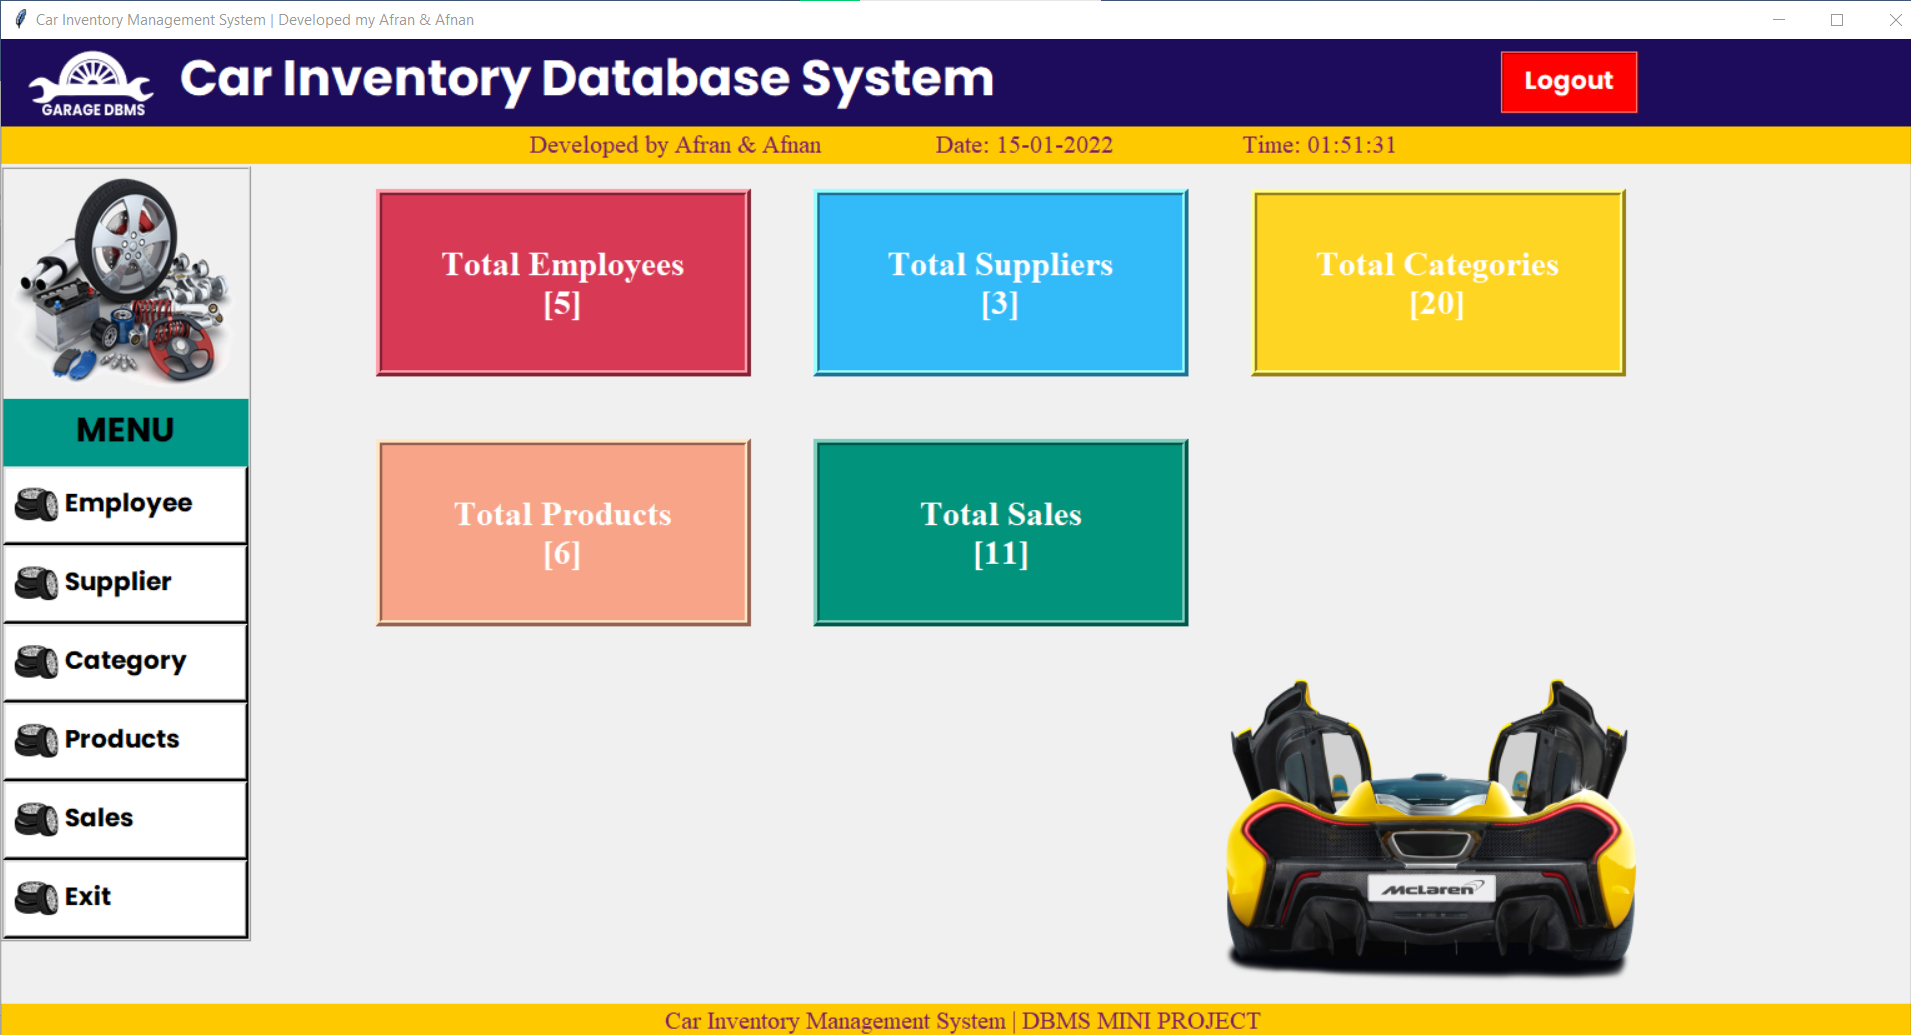 Car Inventory Management System | Developed my Afran & Afnan
GARAGE DBMS
Car Inventory Database System
Logout
Developed by Afran & Afnan Date: 15-01-2022 Time: 01:51:31
Total Employees
[5]
Total Suppliers
[3]
Total Categories
[20]
MENU
Employee
Supplier
Category
Products
Sales
Exit
Total Products
[6]
Total Sales
[11]
McLaren
Car Inventory Management System | DBMS MINI PROJECT